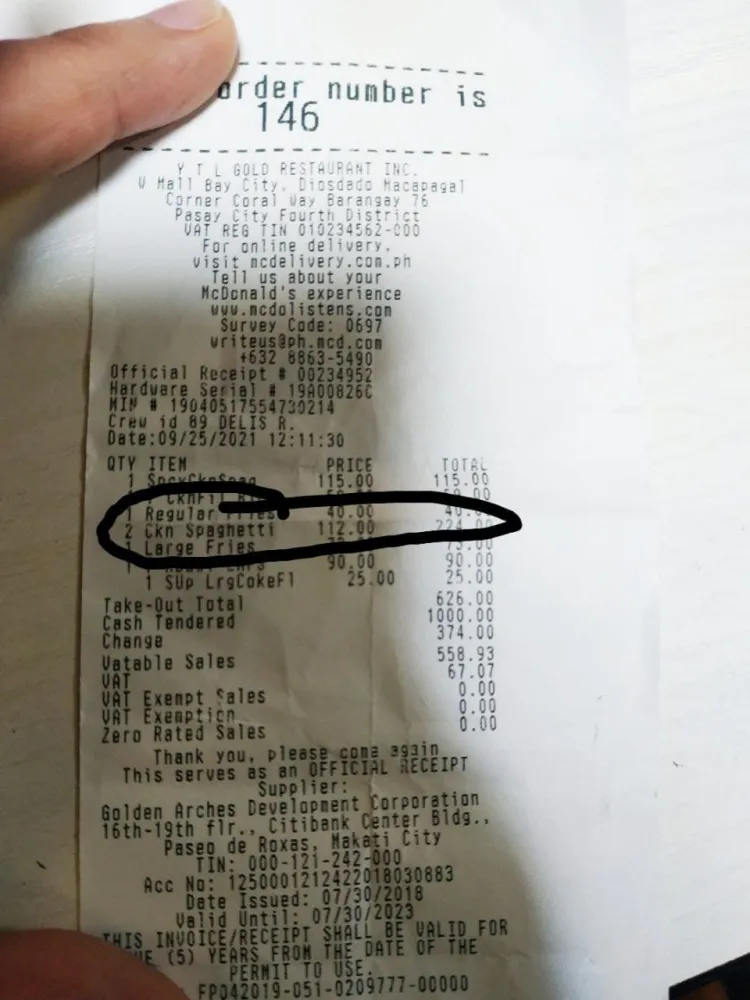 order number is
146
Y T L GOLD RESTAURANT INC.
W Mall Bay City, Diosdado Macapagal
Corner Coral Way Barangay 76
Pasay City Fourth District
VAT REG TIN 010234562-000
For online delivery,
visit mcdelivery.com.ph
Tell us about your
McDonald's experience
www.mcdolistens.com
Survey Code: 0697
writeus@ph.mcd.com
+632 8863-5490
Official Receipt # 00234952
Hardware Serial # 19A00826C
MIN # 19040517554730214
Crew id 89 DELIS R.
Date:09/25/2021 12:11:30
QTY ITEM PRICE TOTAL
1 SpcyCknSpag 115.00 115.00
1 CknFil
1 Regular Fries 40.00 40.00
2 Ckn Spaghetti 112.00 224.00
1 Large Fries
1 90.00 90.00
1 SUp LrgCokeFl 25.00 25.00
Take-Out Total 626.00
Cash Tendered 1000.00
Change 374.00
Vatable Sales 558.93
VAT 67.07
VAT Exempt Sales 0.00
VAT Exemption 0.00
Zero Rated Sales 0.00
Thank you, please come again
This serves as an OFFICIAL RECEIPT
Supplier:
Golden Arches Development Corporation
16th-19th flr., Citibank Center Bldg.,
Paseo de Roxas, Makati City
TIN: 000-121-242-000
Acc No: 1250001212422018030883
Date Issued: 07/30/2018
Valid Until: 07/30/2023
THIS INVOICE/RECEIPT SHALL BE VALID FOR
(5) YEARS FROM THE DATE OF THE
PERMIT TO USE.
FP042019-051-0209777-00000